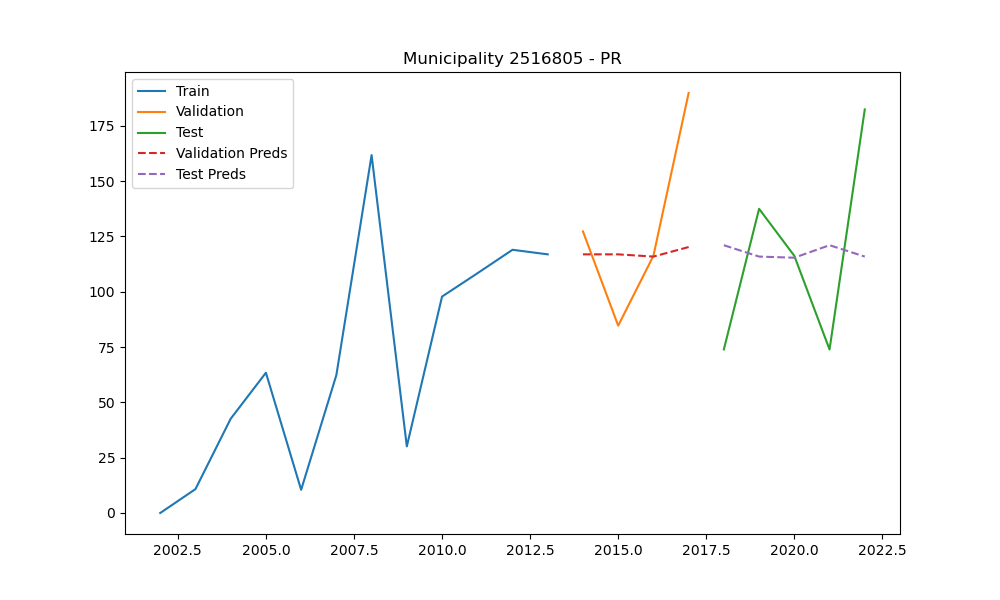 Municipality 2516805 - PR
Train
Validation
Test
Validation Preds
Test Preds
175
150
125
100
75
50
25
0
2002.5 2005.0 2007.5 2010.0 2012.5 2015.0 2017.5 2020.0 2022.5